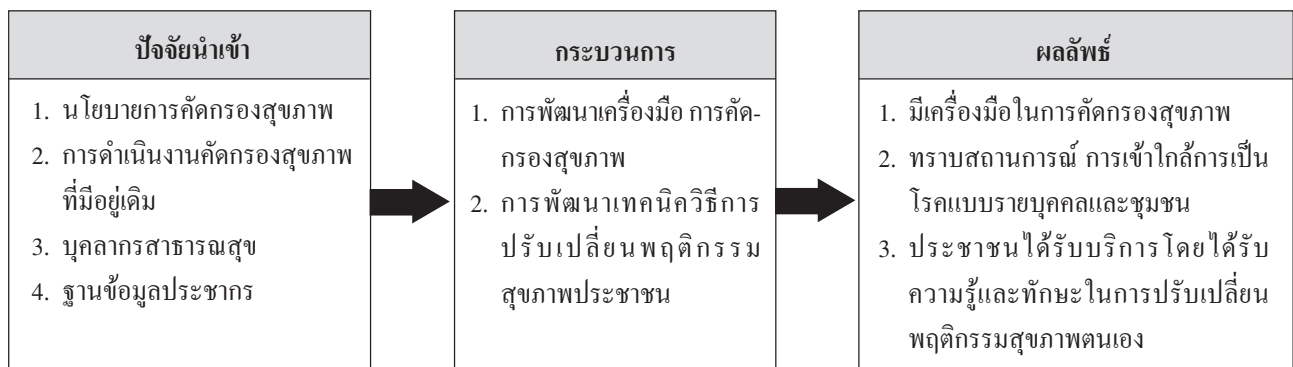 ปัจจัยนำเข้า
1. นโยบายการคัดกรองสุขภาพ
2. การดำเนินงานคัดกรองสุขภาพ
ที่มีอยู่เดิม
3. บุคลากรสาธารณสุข
4. ฐานข้อมูลประชากร
กระบวนการ
1. การพัฒนาเครื่องมือ การคัด-
กรองสุขภาพ
2. การพัฒนาเทคนิควิธีการ
ปรับเปลี่ยนพฤติกรรม
สุขภาพประชาชน
ผลลัพธ์
1. มีเครื่องมือในการคัดกรองสุขภาพ
2. ทราบสถานการณ์ การเข้าใกล้การเป็น
โรคแบบรายบุคคลและชุมชน
3. ประชาชนได้รับบริการโดยได้รับ
ความรู้และทักษะในการปรับเปลี่ยน
พฤติกรรมสุขภาพตนเอง